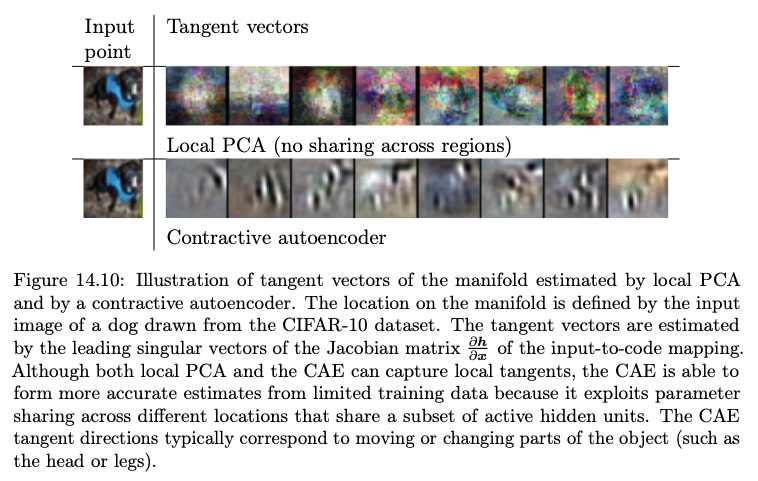 Input
point
Tangent vectors
Local PCA (no sharing across regions)
Contractive autoencoder
Figure 14.10: Illustration of tangent vectors of the manifold estimated by local PCA
and by a contractive autoencoder. The location on the manifold is defined by the input
image of a dog drawn from the CIFAR-10 dataset. The tangent vectors are estimated
by the leading singular vectors of the Jacobian matrix ∂h/∂x of the input-to-code mapping.
Although both local PCA and the CAE can capture local tangents, the CAE is able to
form more accurate estimates from limited training data because it exploits parameter
sharing across different locations that share a subset of active hidden units. The CAE
tangent directions typically correspond to moving or changing parts of the object (such as
the head or legs).